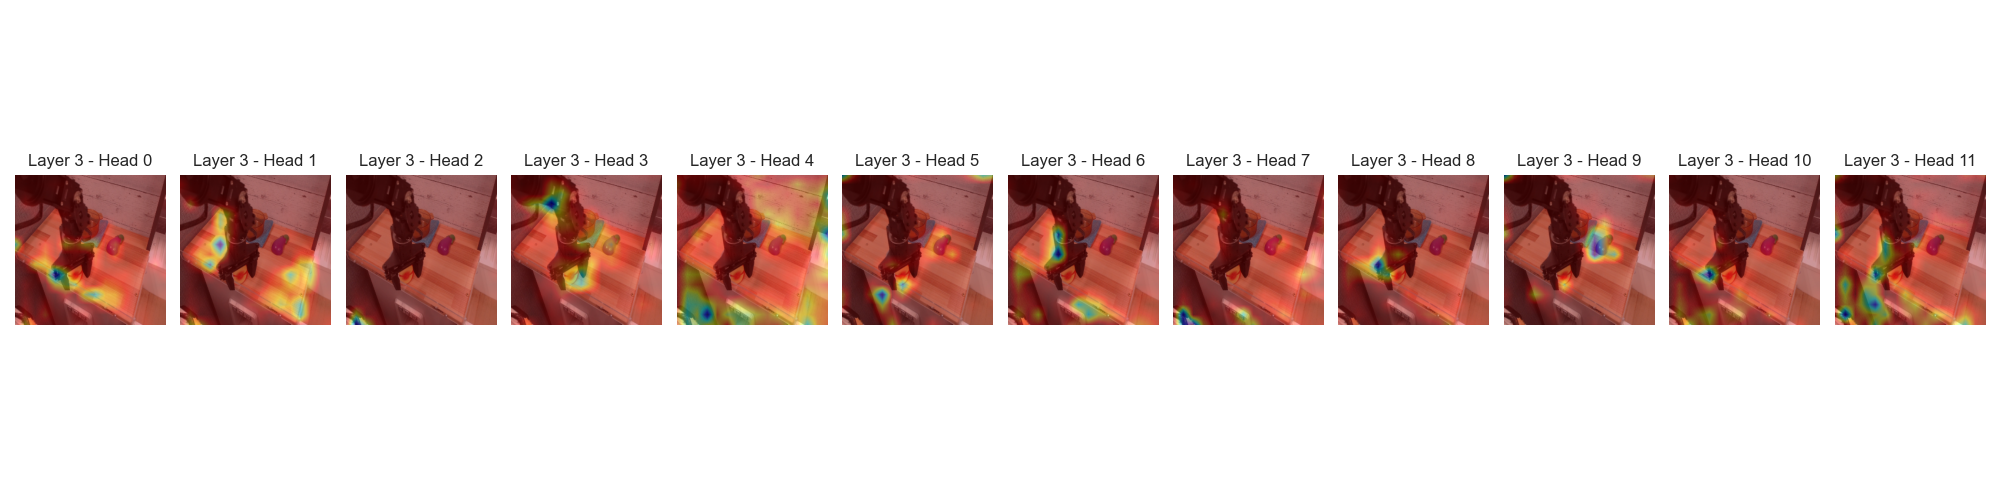 Layer 3 - Head 0
Layer 3 - Head 1
Layer 3 - Head 2
Layer 3 - Head 3
Layer 3 - Head 4
Layer 3 - Head 5
Layer 3 - Head 6
Layer 3 - Head 7
Layer 3 - Head 8
Layer 3 - Head 9
Layer 3 - Head 10
Layer 3 - Head 11